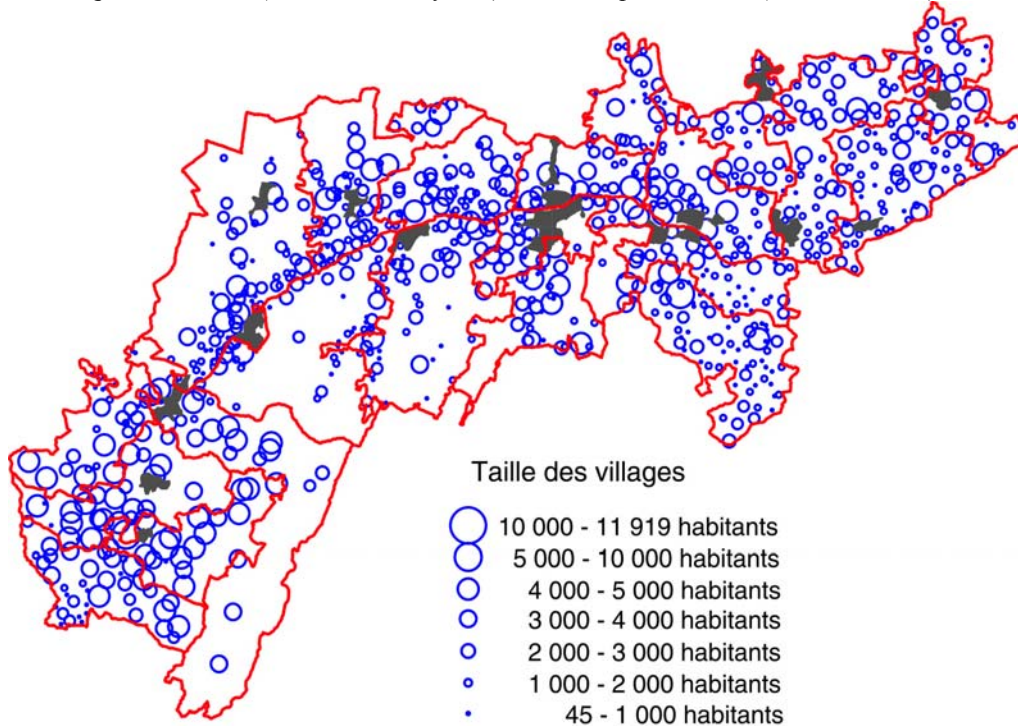 Taille des villages
10 000 - 11 919 habitants
5 000 - 10 000 habitants
4 000 - 5 000 habitants
3 000 - 4 000 habitants
2 000 - 3 000 habitants
1 000 - 2 000 habitants
45 - 1 000 habitants